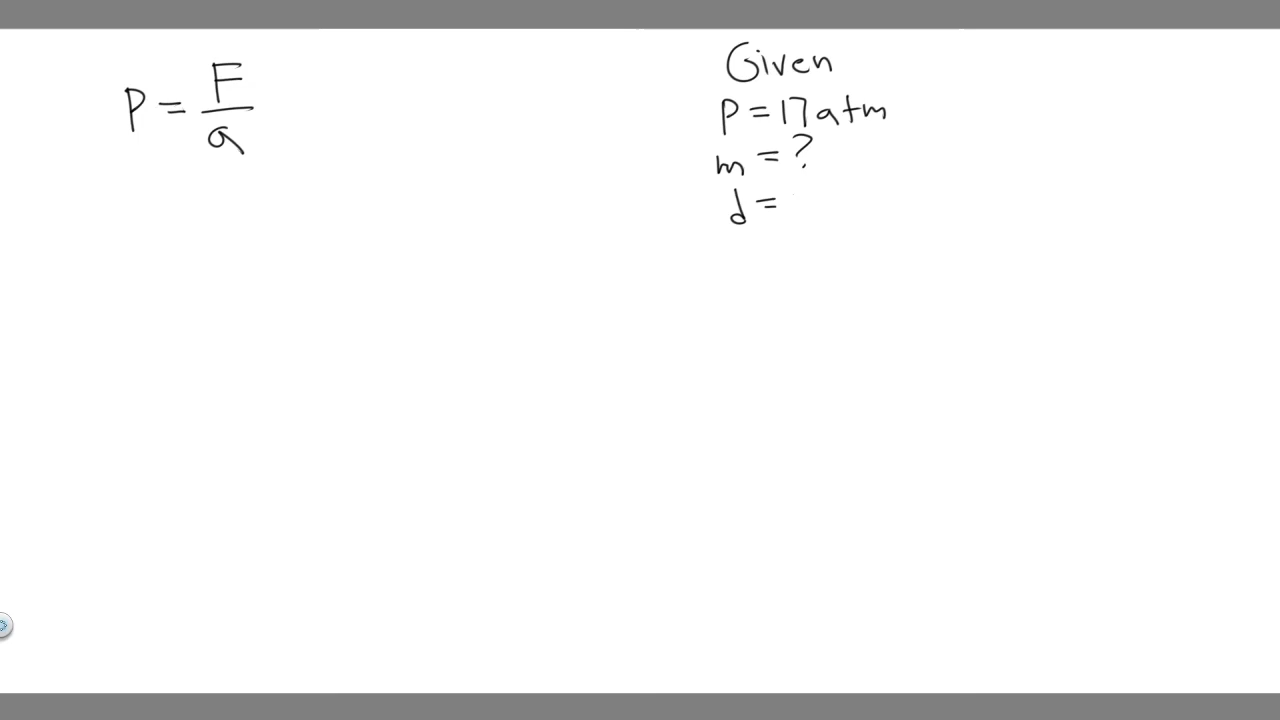 P = F/a
Given
P = 17 atm
m = ?
d =